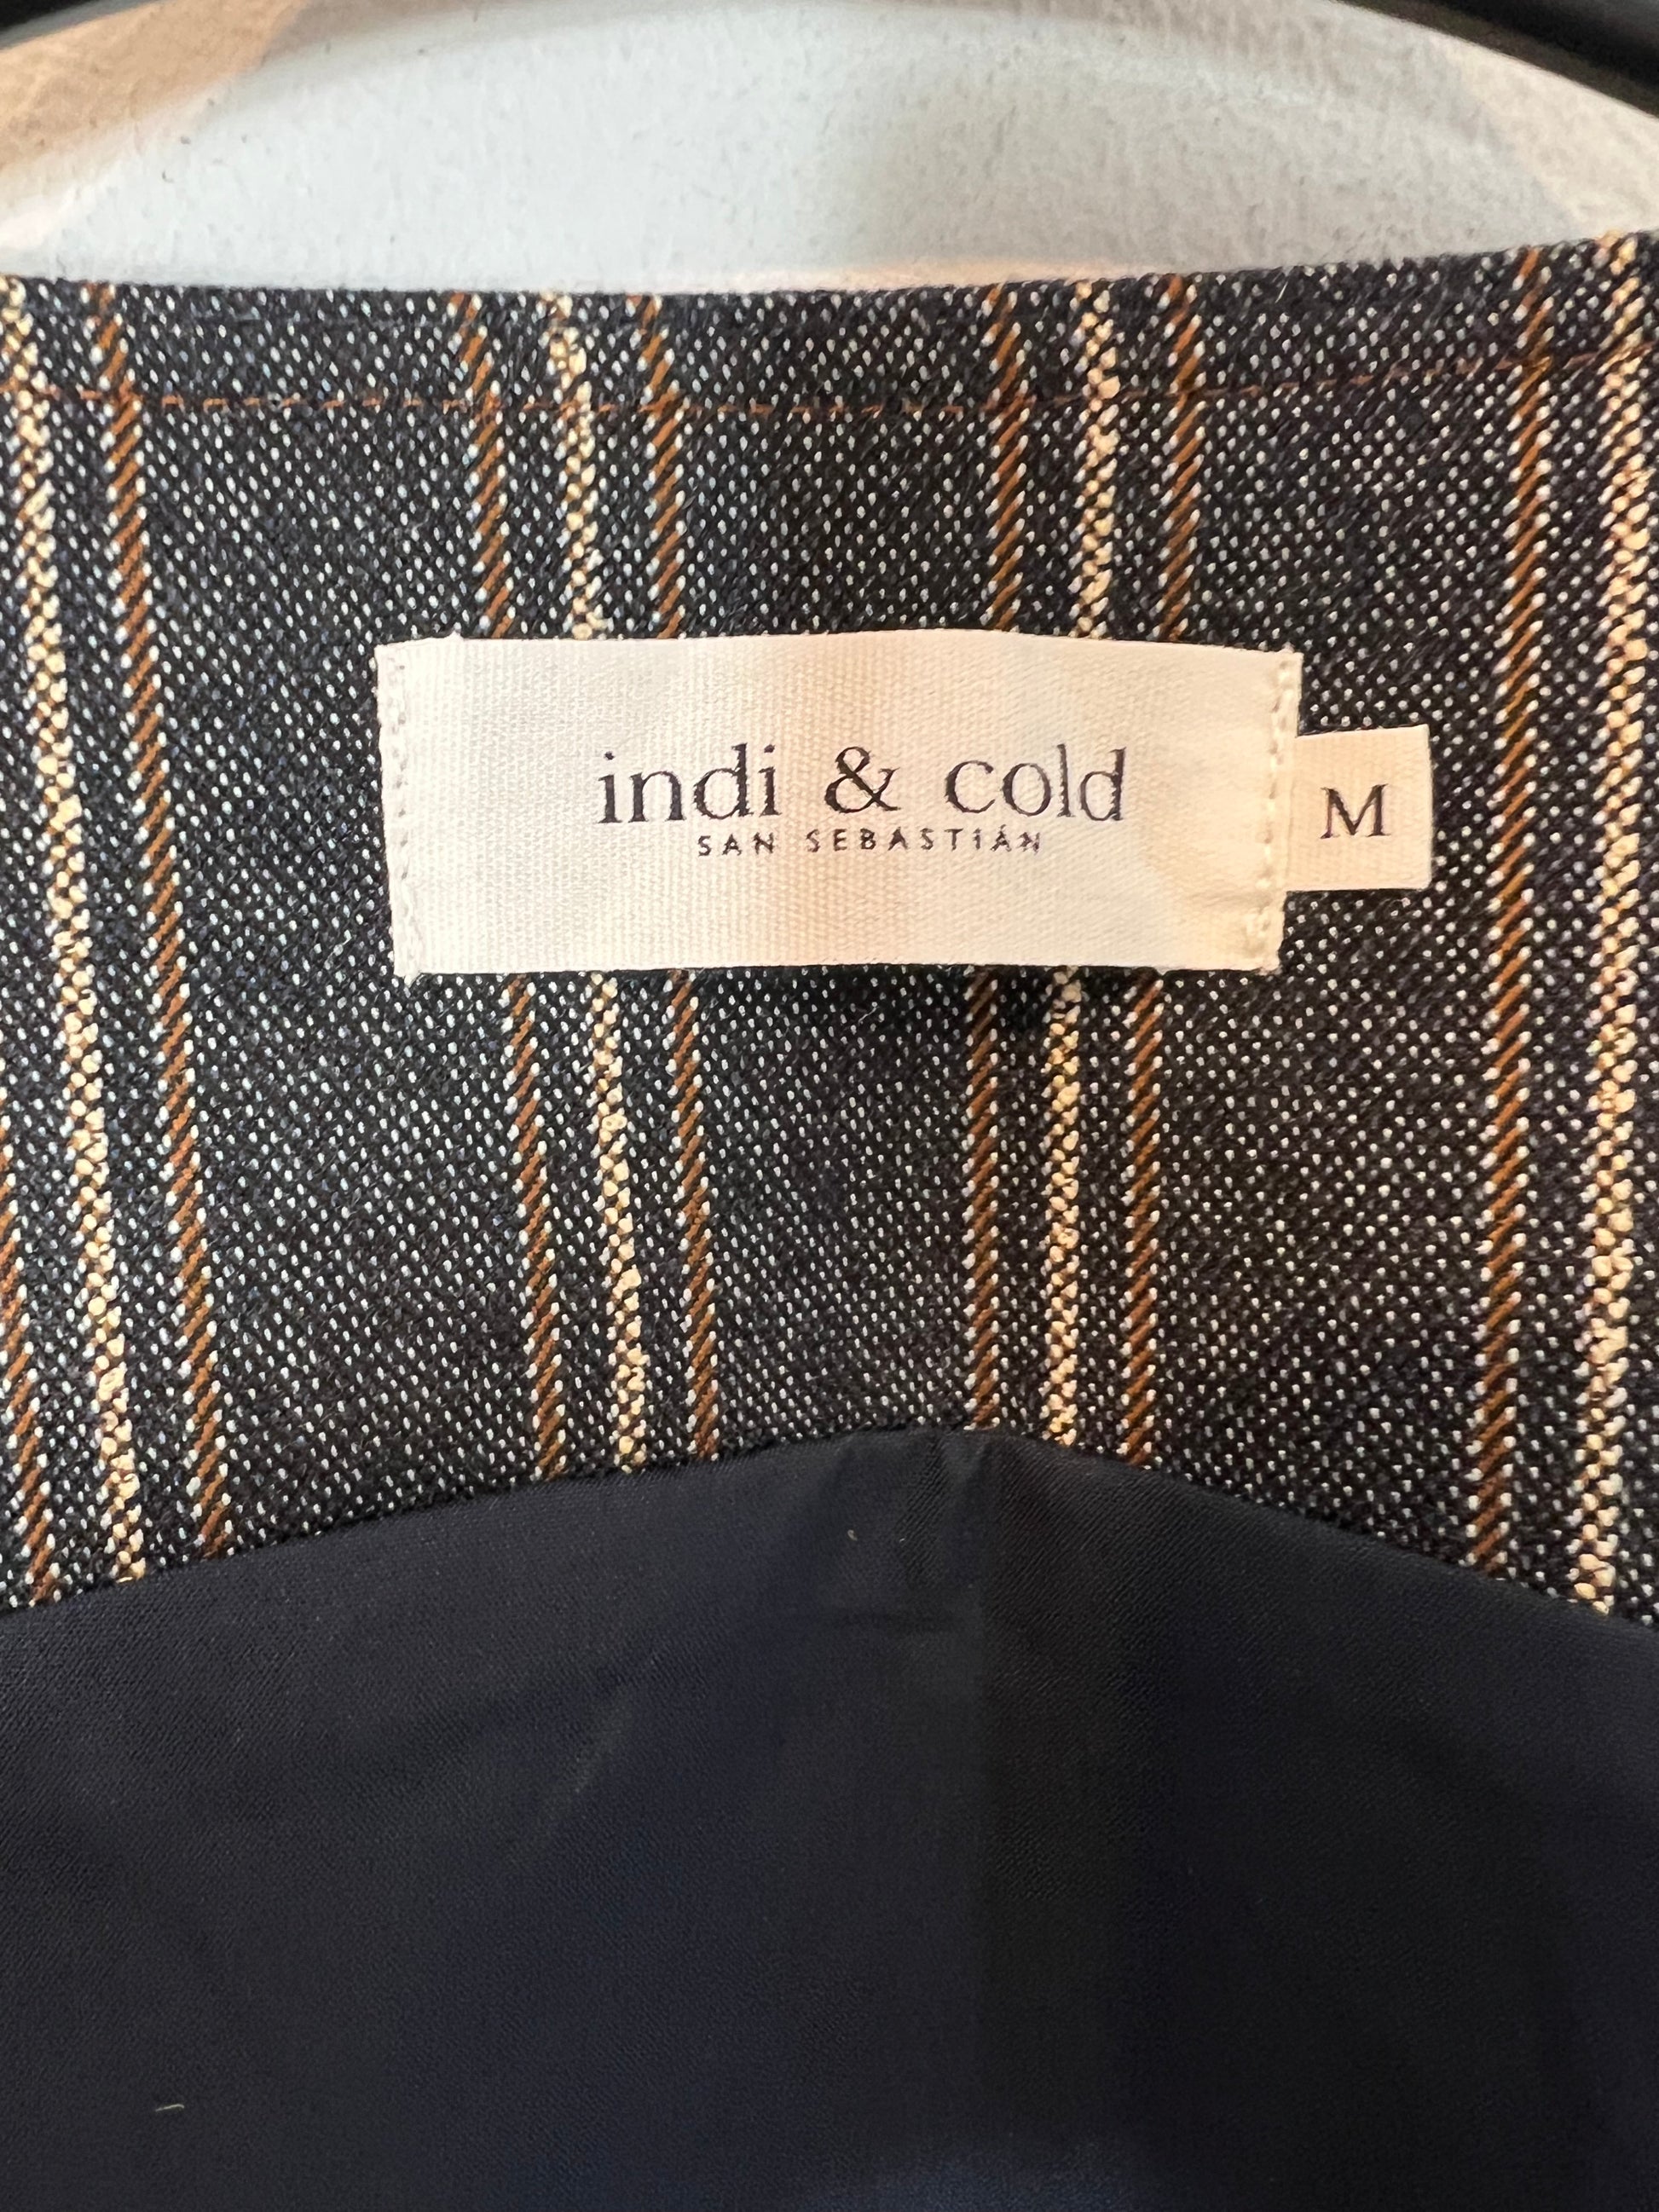 indi & cold
SAN SEBASTIÁN
M